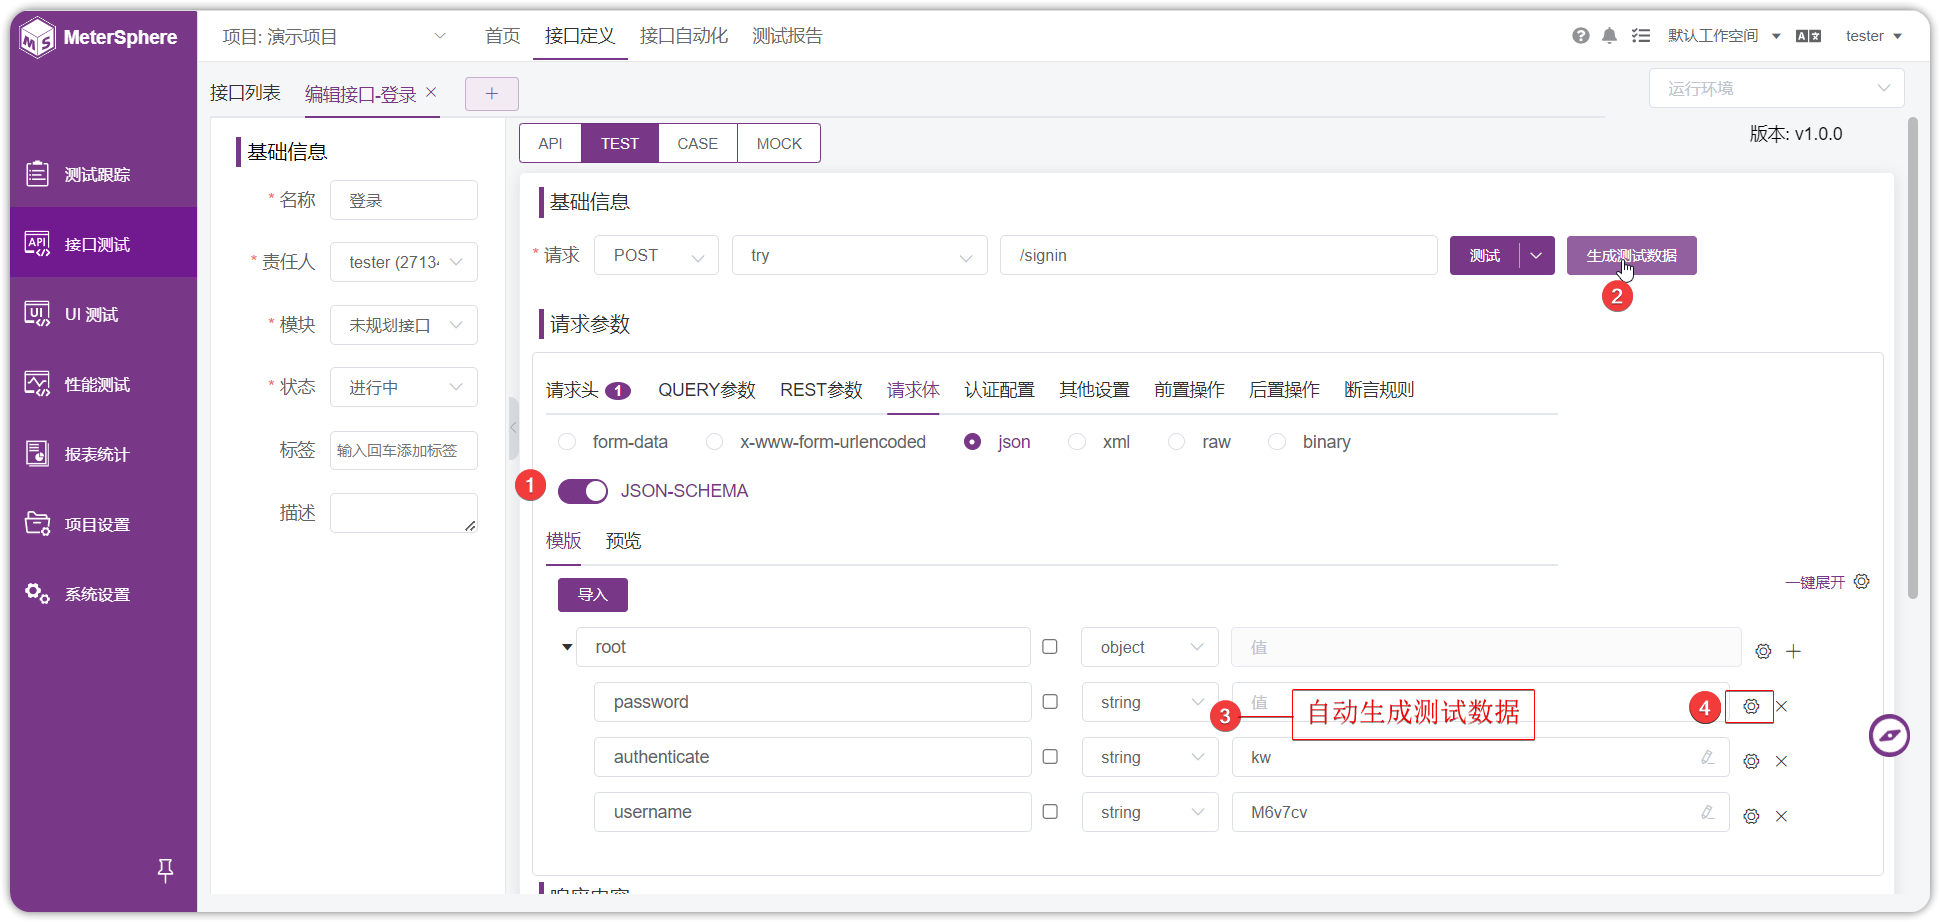 MeterSphere
项目: 演示项目
首页
接口定义
接口自动化
测试报告
默认工作空间
tester
接口列表
编辑接口-登录
运行环境
测试跟踪
接口测试
UI 测试
性能测试
报表统计
项目设置
系统设置
基础信息
* 名称
登录
* 责任人
tester (27134
* 模块
未规划接口
* 状态
进行中
标签
输入回车添加标签
描述
API
TEST
CASE
MOCK
版本: v1.0.0
基础信息
* 请求
POST
try
/signin
测试
生成测试数据
2
请求参数
请求头 1
QUERY参数
REST参数
请求体
认证配置
其他设置
前置操作
后置操作
断言规则
form-data
x-www-form-urlencoded
json
xml
raw
binary
1
JSON-SCHEMA
模版
预览
导入
一键展开
root
object
值
password
string
值
3
自动生成测试数据
4
authenticate
string
kw
username
string
M6v7cv